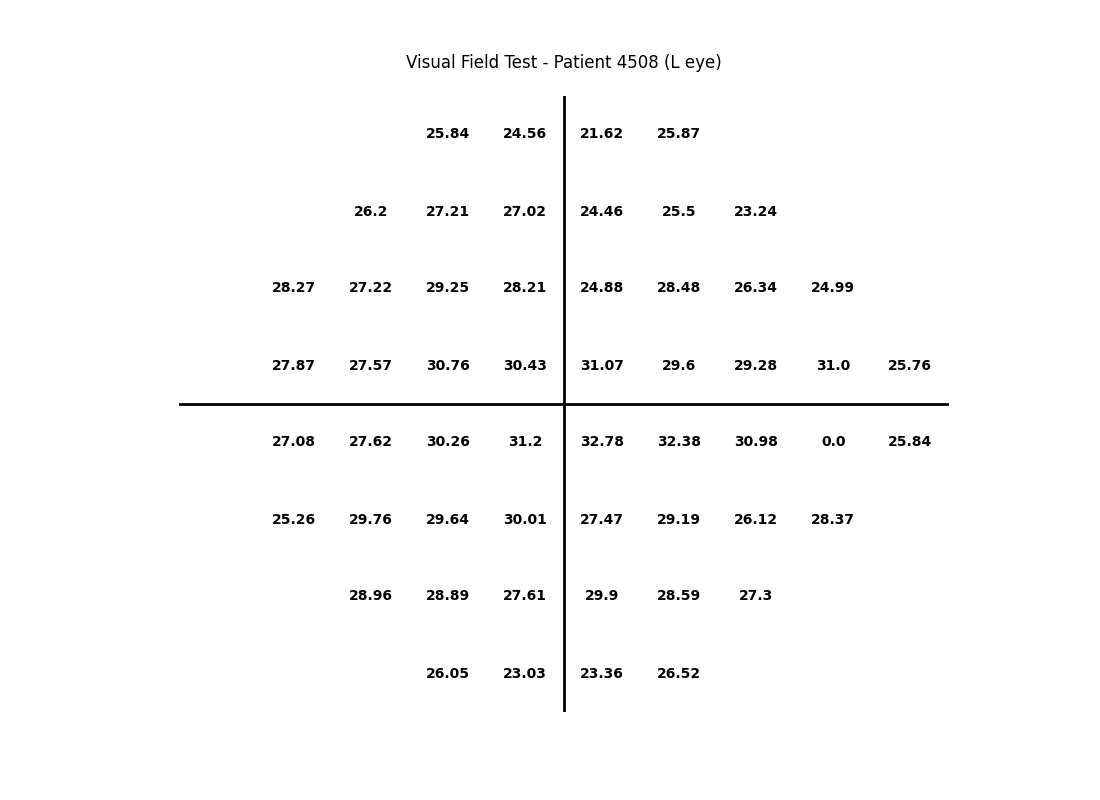 Visual Field Test - Patient 4508 (L eye)
25.84 24.56 21.62 25.87
26.2 27.21 27.02 24.46 25.5 23.24
28.27 27.22 29.25 28.21 24.88 28.48 26.34 24.99
27.87 27.57 30.76 30.43 31.07 29.6 29.28 31.0 25.76
27.08 27.62 30.26 31.2 32.78 32.38 30.98 0.0 25.84
25.26 29.76 29.64 30.01 27.47 29.19 26.12 28.37
28.96 28.89 27.61 29.9 28.59 27.3
26.05 23.03 23.36 26.52